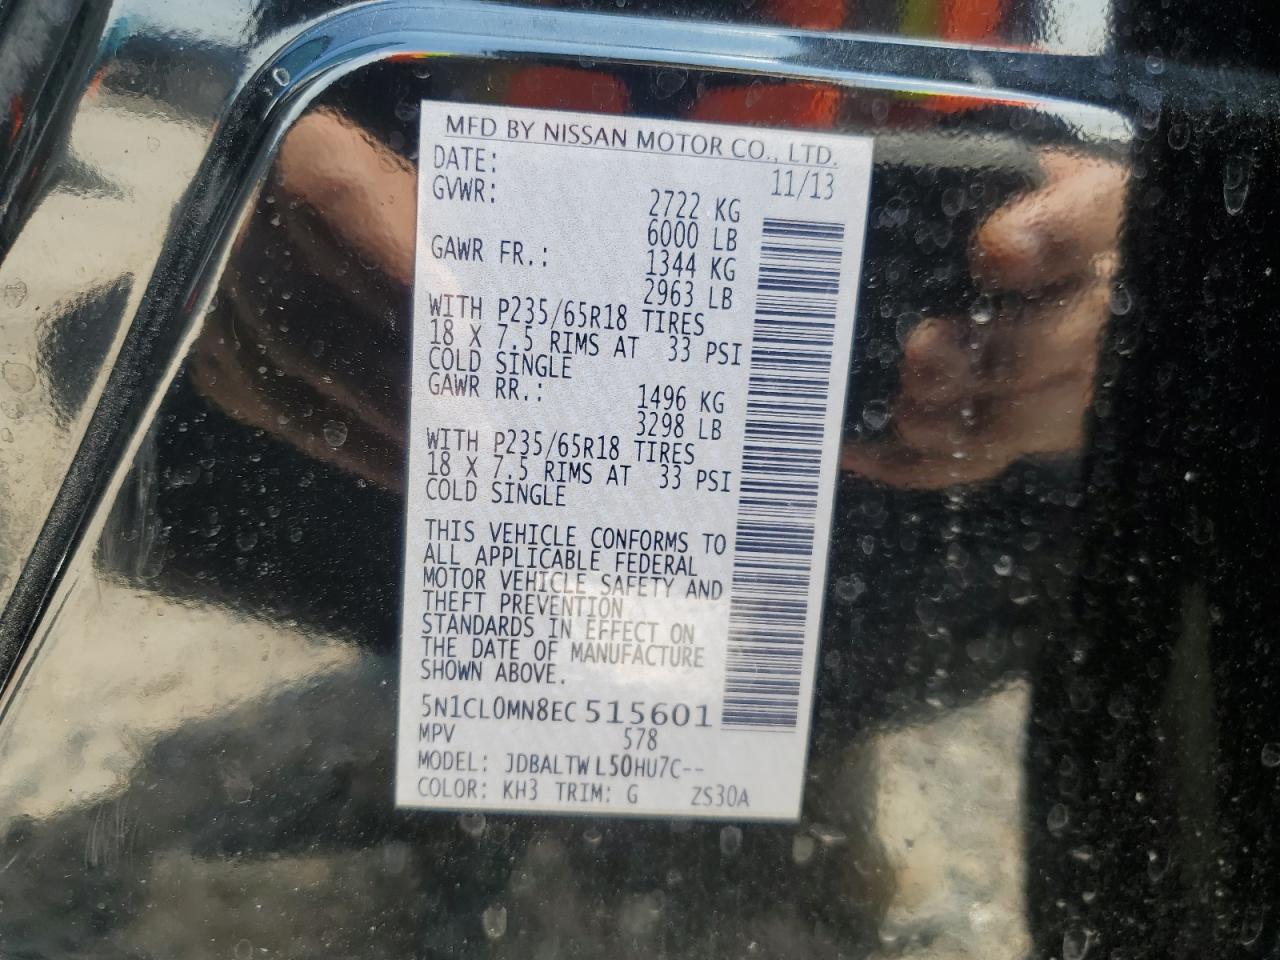 MFD BY NISSAN MOTOR CO., LTD.
DATE: 11/13
GVWR: 2722 KG
6000 LB
GAWR FR.: 1344 KG
2963 LB
WITH P235/65R18 TIRES
18 X 7.5 RIMS AT 33 PSI
COLD SINGLE
GAWR RR.: 1496 KG
3298 LB
WITH P235/65R18 TIRES
18 X 7.5 RIMS AT 33 PSI
COLD SINGLE
THIS VEHICLE CONFORMS TO
ALL APPLICABLE FEDERAL
MOTOR VEHICLE SAFETY AND
THEFT PREVENTION
STANDARDS IN EFFECT ON
THE DATE OF MANUFACTURE
SHOWN ABOVE.
5N1CL0MN8EC515601
MPV 578
MODEL: JDBALTWL50HU7C--
COLOR: KH3 TRIM: G ZS30A